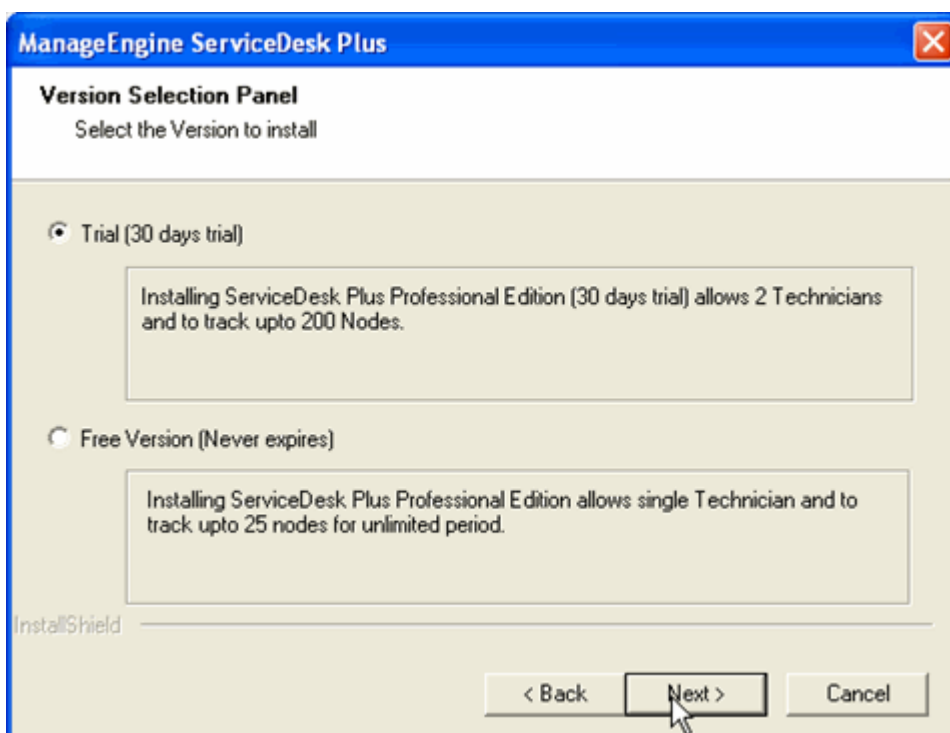 ManageEngine ServiceDesk Plus
Version Selection Panel
Select the Version to install
Trial (30 days trial)
Installing ServiceDesk Plus Professional Edition (30 days trial) allows 2 Technicians
and to track upto 200 Nodes.
Free Version (Never expires)
Installing ServiceDesk Plus Professional Edition allows single Technician and to
track upto 25 nodes for unlimited period.
InstallShield
< Back
Next >
Cancel